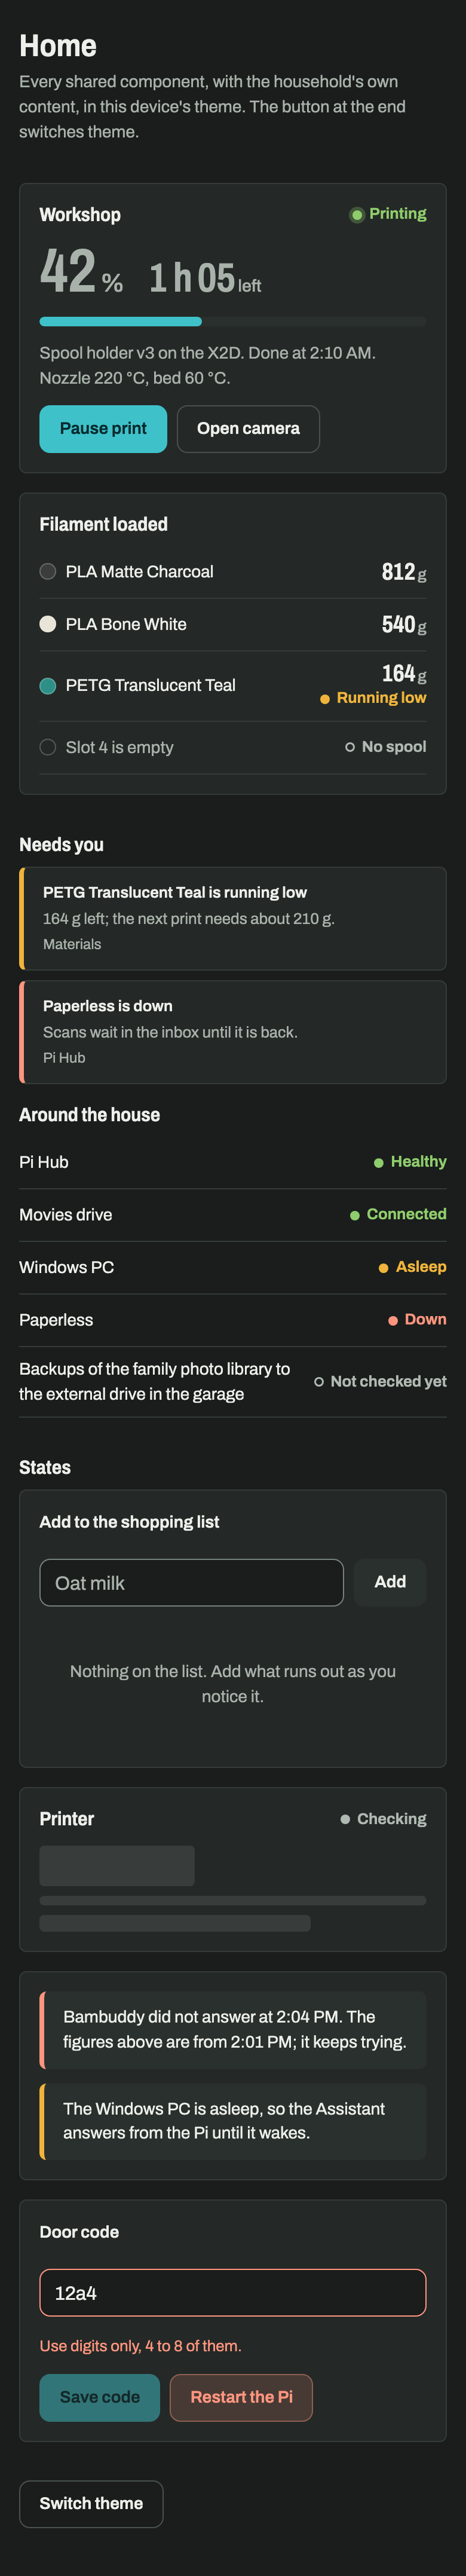 Home
Every shared component, with the household's own
content, in this device's theme. The button at the end
switches theme.
Workshop
Printing
42 % 1 h 05 left
Spool holder v3 on the X2D. Done at 2:10 AM.
Nozzle 220 °C, bed 60 °C.
Pause print
Open camera
Filament loaded
PLA Matte Charcoal
812 g
PLA Bone White
540 g
PETG Translucent Teal
164 g
Running low
Slot 4 is empty
No spool
Needs you
PETG Translucent Teal is running low
164 g left; the next print needs about 210 g.
Materials
Paperless is down
Scans wait in the inbox until it is back.
Pi Hub
Around the house
Pi Hub
Healthy
Movies drive
Connected
Windows PC
Asleep
Paperless
Down
Backups of the family photo library to
the external drive in the garage
Not checked yet
States
Add to the shopping list
Oat milk
Add
Nothing on the list. Add what runs out as you
notice it.
Printer
Checking
Bambuddy did not answer at 2:04 PM. The
figures above are from 2:01 PM; it keeps trying.
The Windows PC is asleep, so the Assistant
answers from the Pi until it wakes.
Door code
12a4
Use digits only, 4 to 8 of them.
Save code
Restart the Pi
Switch theme